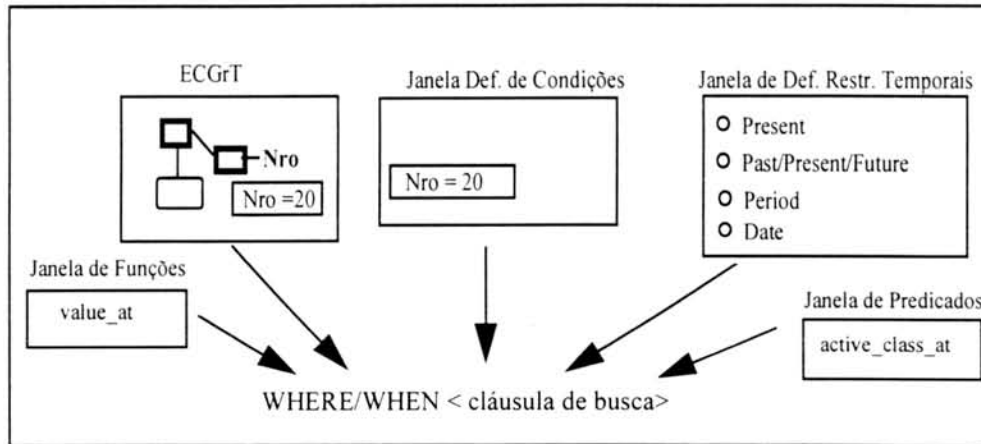 ECGrT
Nro
Nro =20
Janela Def. de Condições
Nro = 20
Janela de Def. Restr. Temporais
Present
Past/Present/Future
Period
Date
Janela de Funções
value_at
Janela de Predicados
active_class_at
WHERE/WHEN < cláusula de busca>